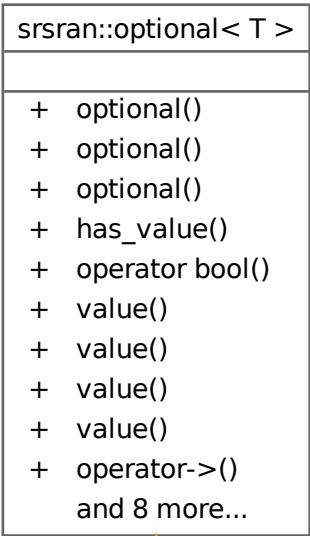 srsran::optional< T >
+ optional()
+ optional()
+ optional()
+ has_value()
+ operator bool()
+ value()
+ value()
+ value()
+ value()
+ operator->()
and 8 more...